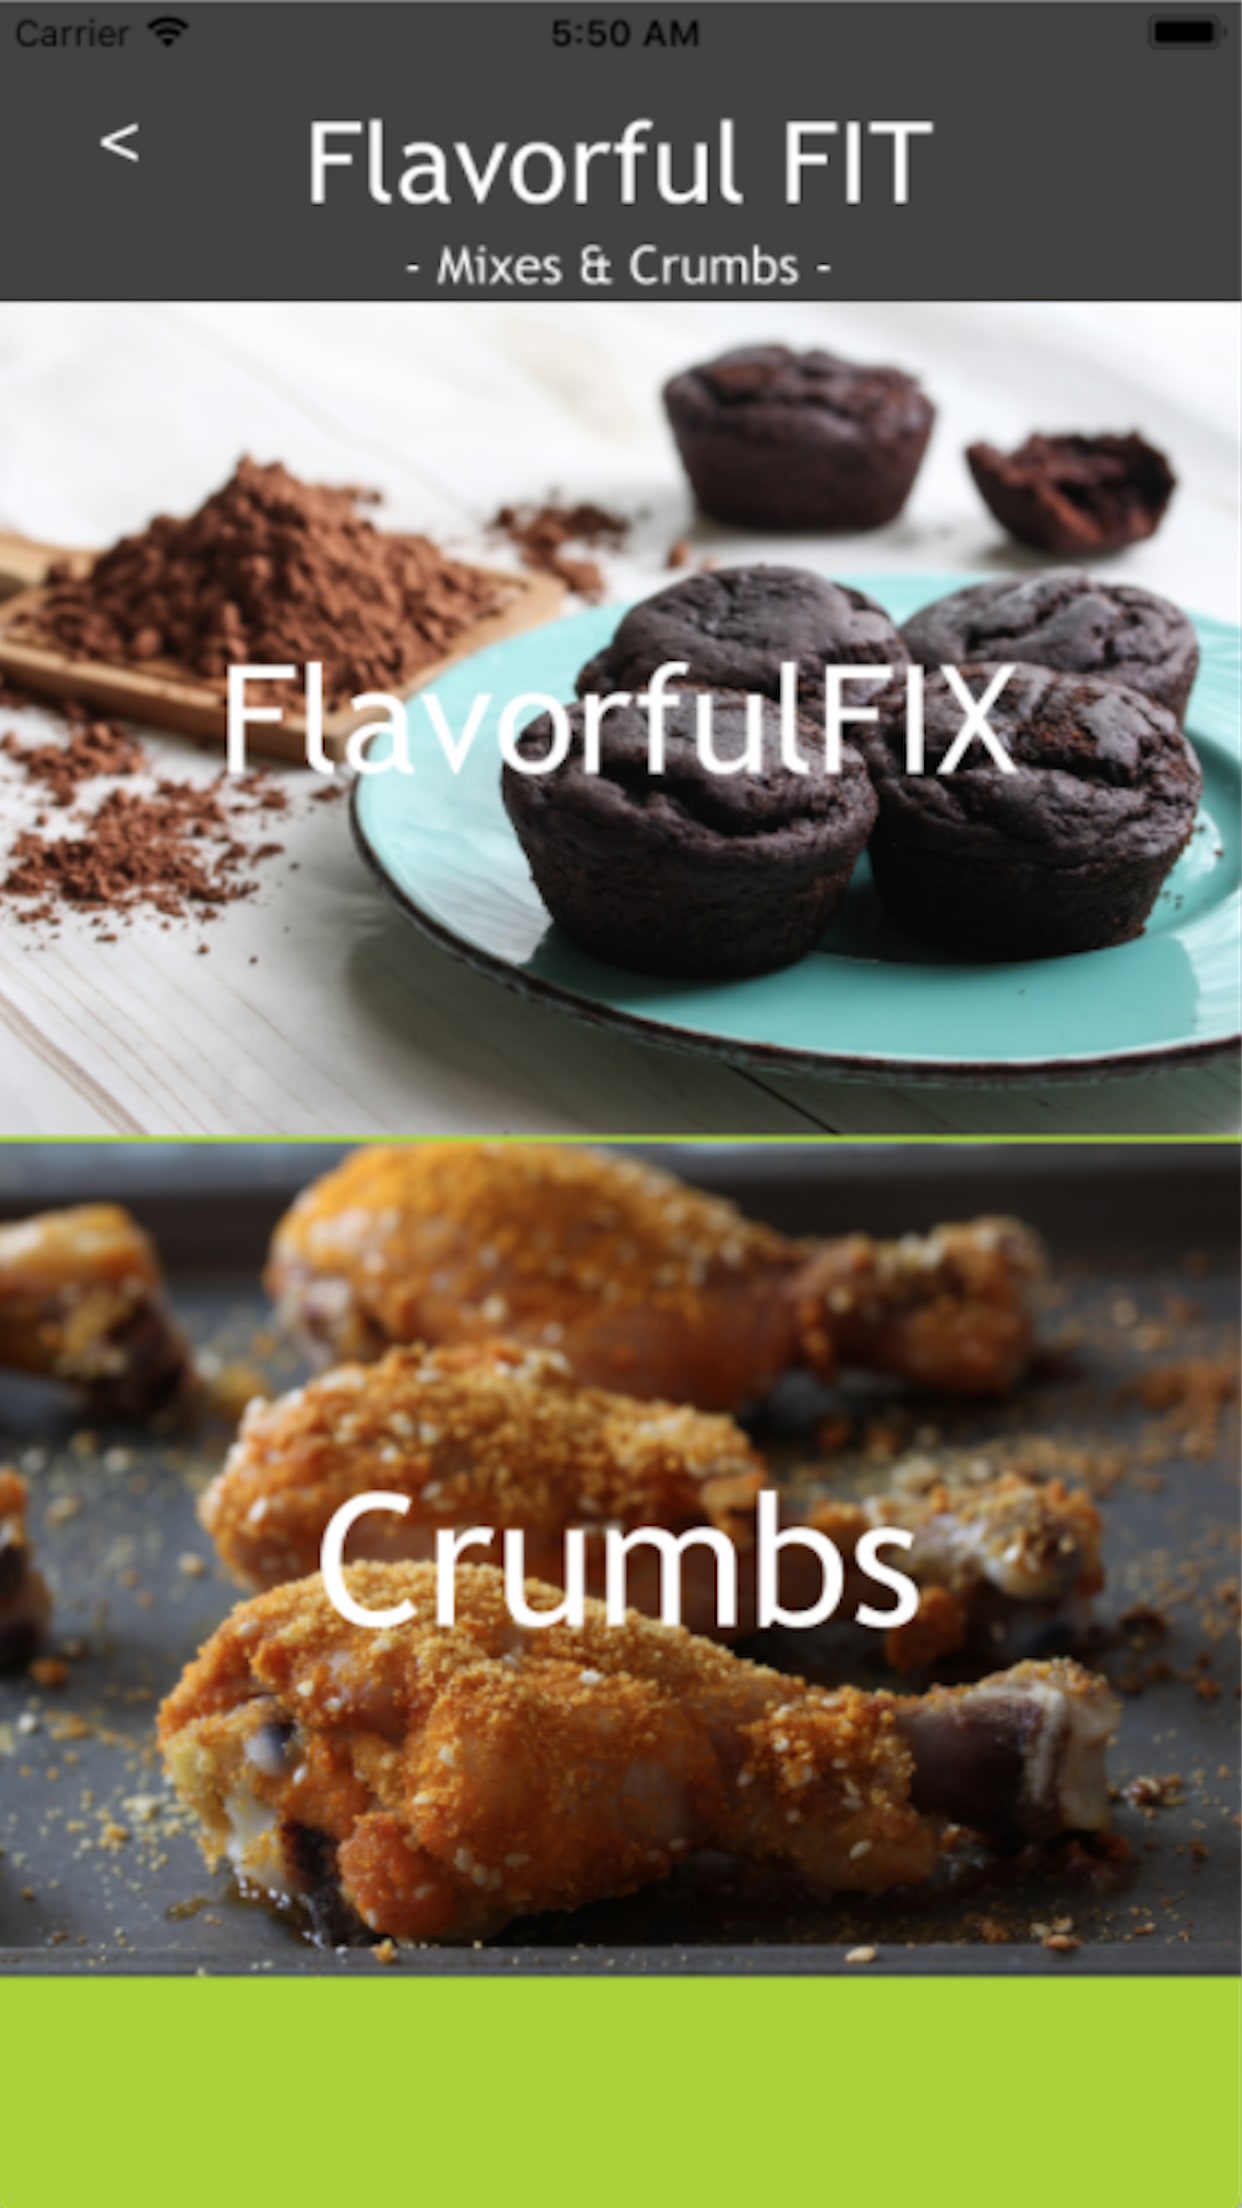 Carrier 5:50 AM
< Flavorful FIT
- Mixes & Crumbs -
FlavorfulFIX
Crumbs